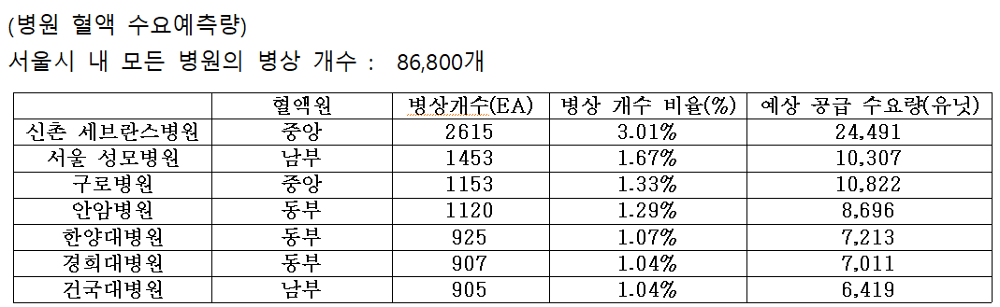 (병원 혈액 수요예측량)
서울시 내 모든 병원의 병상 개수 : 86,800개
혈액원 병상개수(EA) 병상 개수 비율(%) 예상 공급 수요량(유닛)
신촌 세브란스병원 중앙 2615 3.01% 24,491
서울 성모병원 남부 1453 1.67% 10,307
구로병원 중앙 1153 1.33% 10,822
안암병원 동부 1120 1.29% 8,696
한양대병원 동부 925 1.07% 7,213
경희대병원 동부 907 1.04% 7,011
건국대병원 남부 905 1.04% 6,419